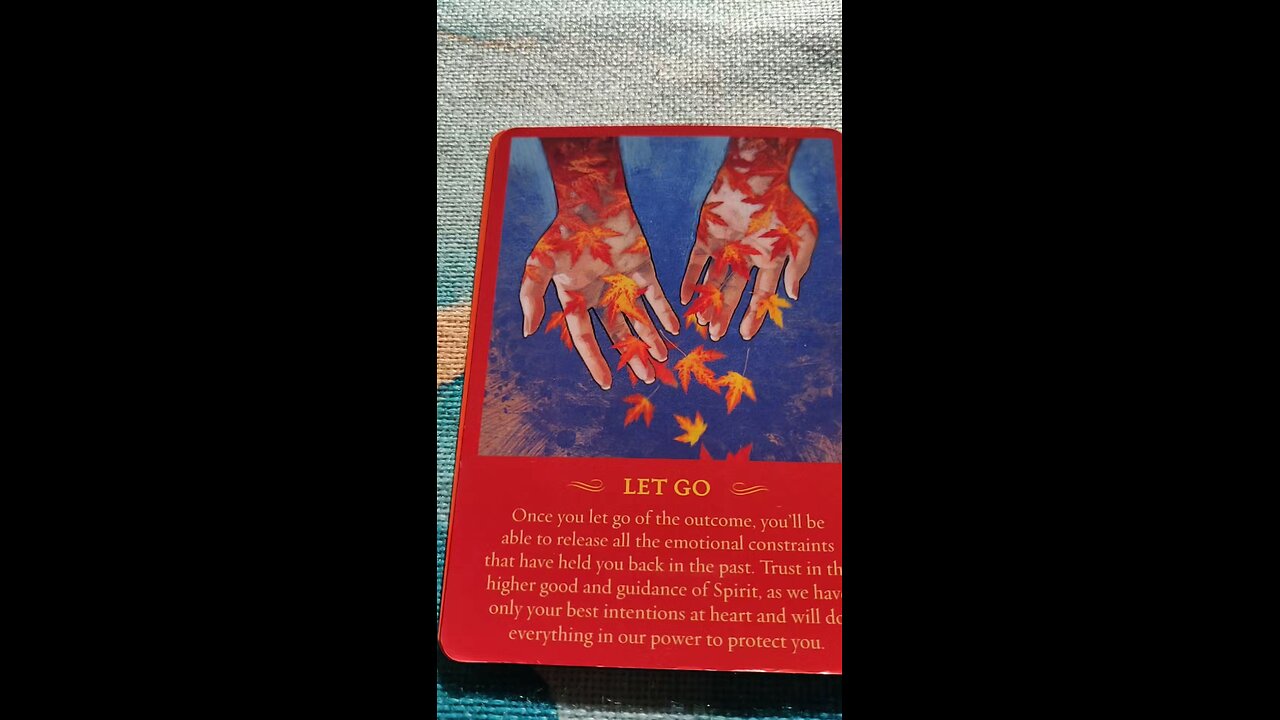 LET GO
Once you let go of the outcome, you'll be
able to release all the emotional constraints
that have held you back in the past. Trust in th
higher good and guidance of Spirit, as we hav
only your best intentions at heart and will do
everything in our power to protect you.